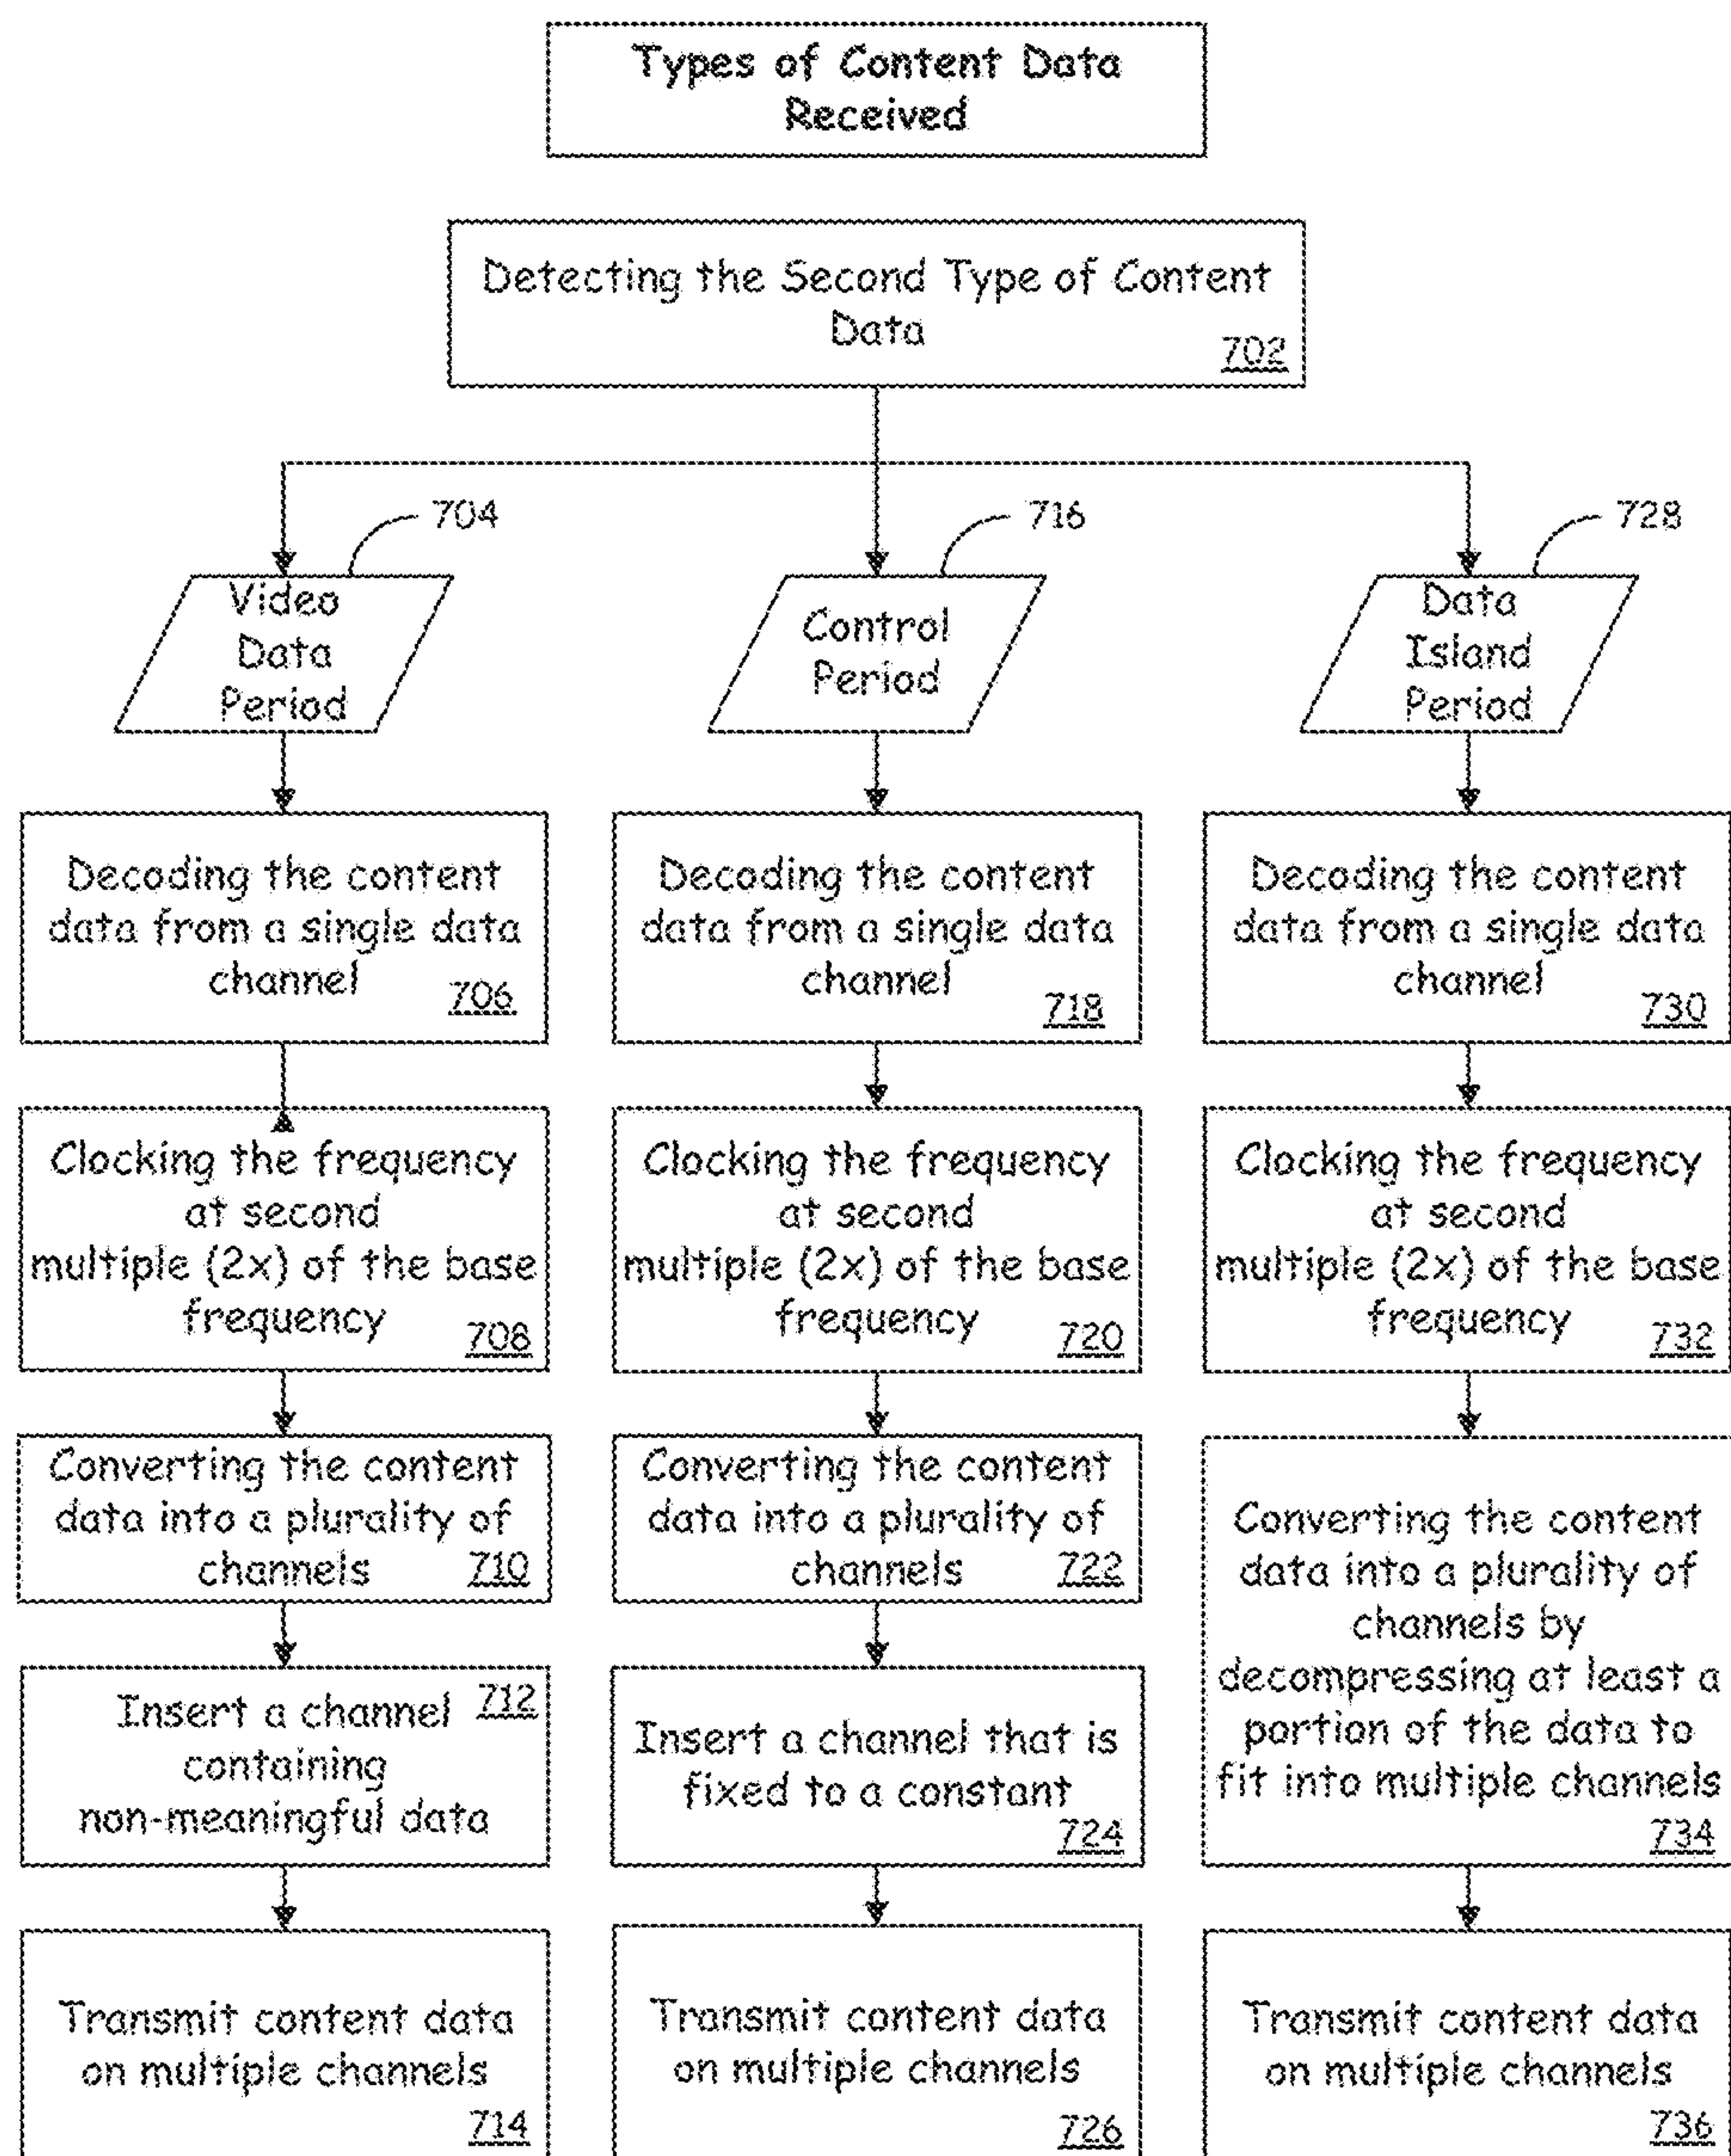 Types of Content Data
Received
Detecting the Second Type of Content
Data
702
704
Video
Data
Period
Decoding the content
data from a single data
channel
706
Clocking the frequency
at second
multiple (2x) of the base
frequency
708
Converting the content
data into a plurality of
channels
710
712
Insert a channel
containing
non-meaningful data
Transmit content data
on multiple channels
714
716
Control
Period
Decoding the content
data from a single data
channel
718
Clocking the frequency
at second
multiple (2x) of the base
frequency
720
Converting the content
data into a plurality of
channels
722
Insert a channel that is
fixed to a constant
724
Transmit content data
on multiple channels
726
728
Data
Island
Period
Decoding the content
data from a single data
channel
730
Clocking the frequency
at second
multiple (2x) of the base
frequency
732
Converting the content
data into a plurality of
channels by
decompressing at least a
portion of the data to
fit into multiple channels
734
Transmit content data
on multiple channels
736